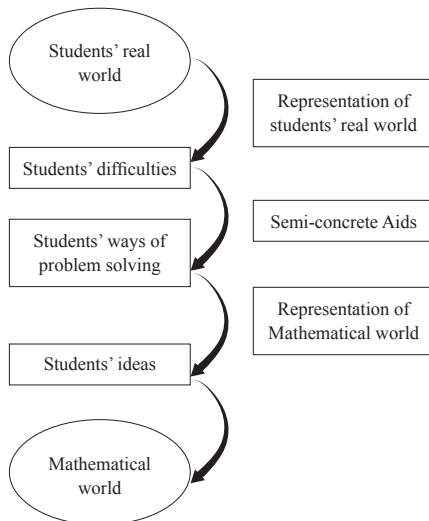 Students’ real
world
Representation of
students’ real world
Students’ difficulties
Semi-concrete Aids
Students’ ways of
problem solving
Representation of
Mathematical world
Students’ ideas
Mathematical
world